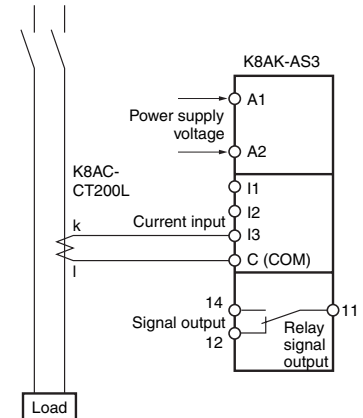 K8AK-AS3
A1
Power supply
voltage
A2
K8AC-
CT200L
I1
I2
k
Current input
I3
C (COM)
l
14
11
Signal output
Relay
signal
output
12
Load